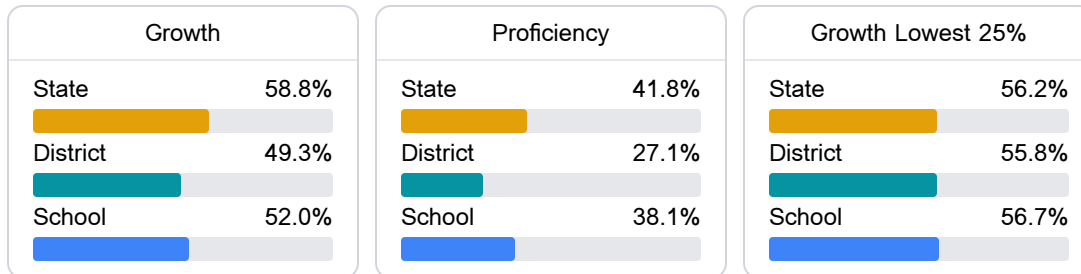 Growth
State 58.8%
District 49.3%
School 52.0%
Proficiency
State 41.8%
District 27.1%
School 38.1%
Growth Lowest 25%
State 56.2%
District 55.8%
School 56.7%